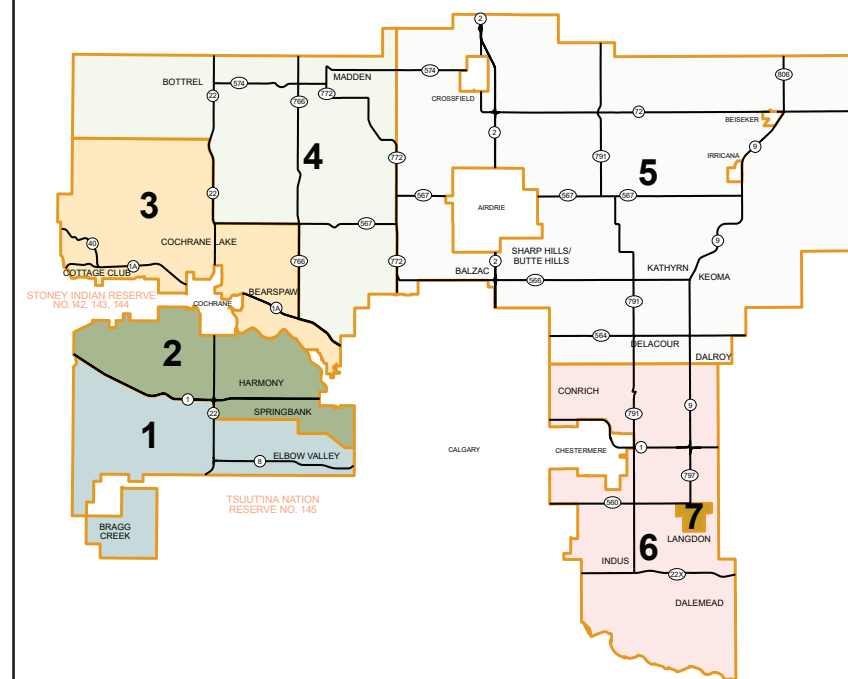 2
BOTTREL
574
MADDEN
574
806
22
766
772
CROSSFIELD
72
BEISEKER
2
4
772
791
9
IRRICANA
5
3
22
567
AIRDRIE
567
567
567
40
COCHRANE LAKE
9
1A
766
772
2
SHARP HILLS/
BUTTE HILLS
COTTAGE CLUB
BALZAC
566
KATHYRN
KEOMA
STONEY INDIAN RESERVE
NO.142, 143, 144
COCHRANE
BEARSPAW
1A
791
564
DELACOUR
DALROY
2
HARMONY
CONRICH
1
SPRINGBANK
22
791
9
1
ELBOW VALLEY
8
CALGARY
CHESTERMERE
1
797
TSUUT'INA NATION
RESERVE NO. 145
560
7
BRAGG
CREEK
LANGDON
6
INDUS
22X
DALEMEAD